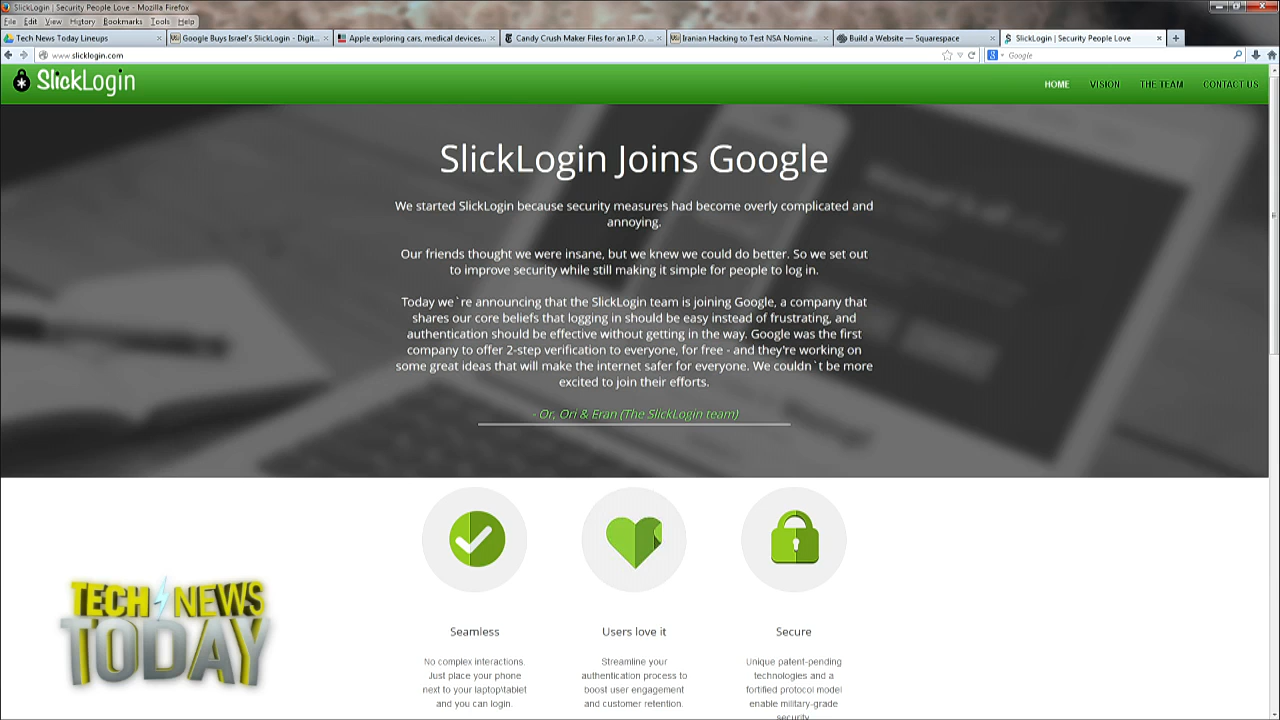 SlickLogin | Security People Love - Mozilla Firefox
File Edit View History Bookmarks Tools Help
Tech News Today Lineups
Google Buys Israel's SlickLogin - Digit...
Apple exploring cars, medical devices...
Candy Crush Maker Files for an I.P.O. ...
Iranian Hacking to Test NSA Nomine...
Build a Website — Squarespace
SlickLogin | Security People Love
www.slicklogin.com
Google
SlickLogin
HOME VISION THE TEAM CONTACT US
SlickLogin Joins Google
We started SlickLogin because security measures had become overly complicated and
annoying.
Our friends thought we were insane, but we knew we could do better. So we set out
to improve security while still making it simple for people to log in.
Today we`re announcing that the SlickLogin team is joining Google, a company that
shares our core beliefs that logging in should be easy instead of frustrating, and
authentication should be effective without getting in the way. Google was the first
company to offer 2-step verification to everyone, for free - and they're working on
some great ideas that will make the internet safer for everyone. We couldn`t be more
excited to join their efforts.
- Or, Ori & Eran (The SlickLogin team)
Seamless
No complex interactions.
Just place your phone
next to your laptop\tablet
and you can login.
Users love it
Streamline your
authentication process to
boost user engagement
and customer retention.
Secure
Unique patent-pending
technologies and a
fortified protocol model
enable military-grade
security
TECH NEWS
TODAY